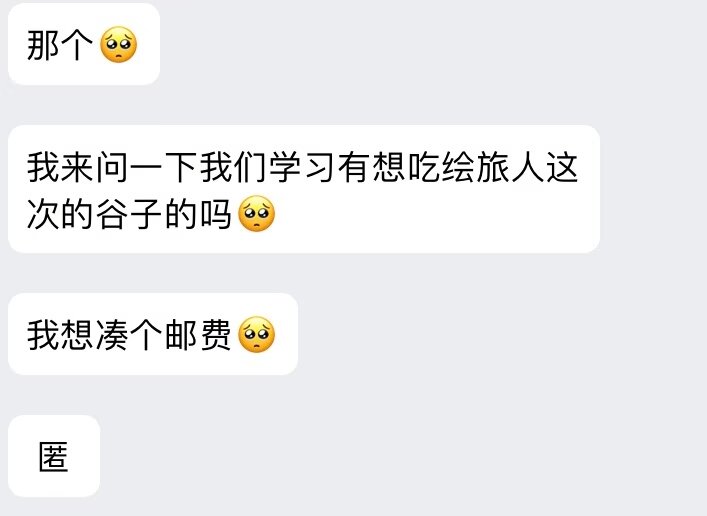 那个🥺
我来问一下我们学习有想吃绘旅人这
次的谷子的吗🥺
我想凑个邮费🥺
匿